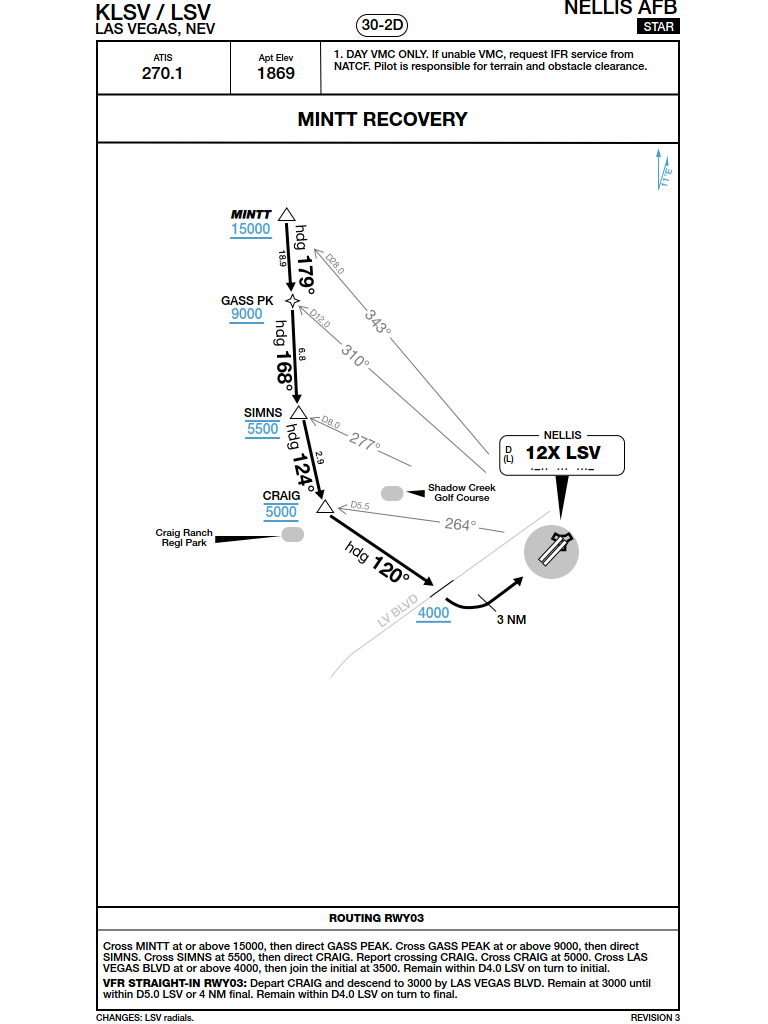 KLSV / LSV
LAS VEGAS, NEV
30-2D
NELLIS AFB
STAR
ATIS
270.1
Apt Elev
1869
1. DAY VMC ONLY. If unable VMC, request IFR service from
NATCF. Pilot is responsible for terrain and obstacle clearance.
MINTT RECOVERY
11°E
MINTT
15000
hdg 179°
18.9
D28.0
343°
GASS PK
9000
D12.0
310°
hdg 168°
6.8
SIMNS
5500
D8.0
277°
hdg 124°
2.9
NELLIS
D
(L)
12X LSV
Shadow Creek
Golf Course
CRAIG
5000
D5.5
264°
Craig Ranch
Regl Park
hdg 120°
LV BLVD
4000
3 NM
ROUTING RWY03
Cross MINTT at or above 15000, then direct GASS PEAK. Cross GASS PEAK at or above 9000, then direct
SIMNS. Cross SIMNS at 5500, then direct CRAIG. Report crossing CRAIG. Cross CRAIG at 5000. Cross LAS
VEGAS BLVD at or above 4000, then join the initial at 3500. Remain within D4.0 LSV on turn to initial.
VFR STRAIGHT-IN RWY03: Depart CRAIG and descend to 3000 by LAS VEGAS BLVD. Remain at 3000 until
within D5.0 LSV or 4 NM final. Remain within D4.0 LSV on turn to final.
CHANGES: LSV radials.
REVISION 3